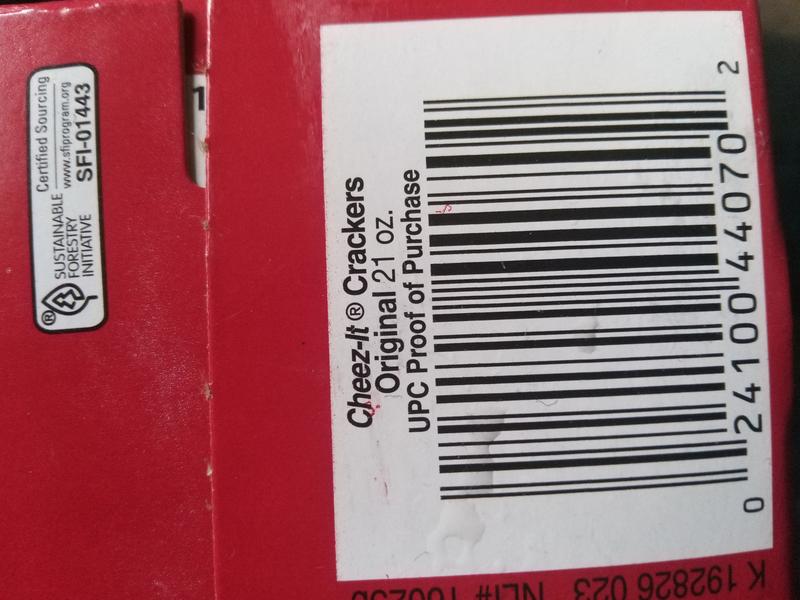 Certified Sourcing
www.sfiprogram.org
SFI-01443
SUSTAINABLE
FORESTRY
INITIATIVE
®
Cheez-It ® Crackers
Original 21 oz.
UPC Proof of Purchase
0 24100 44070 2
K 192826 023 NLI#